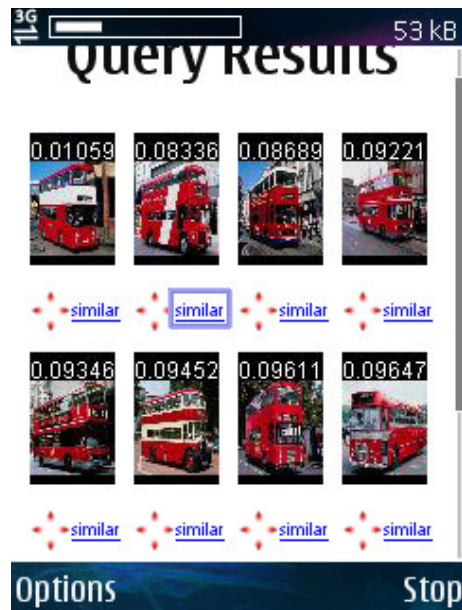 3G
53 kB
Query Results
0.01059 0.08336 0.08689 0.09221
similar similar similar similar
0.09346 0.09452 0.09611 0.09647
similar similar similar similar
Options Stop